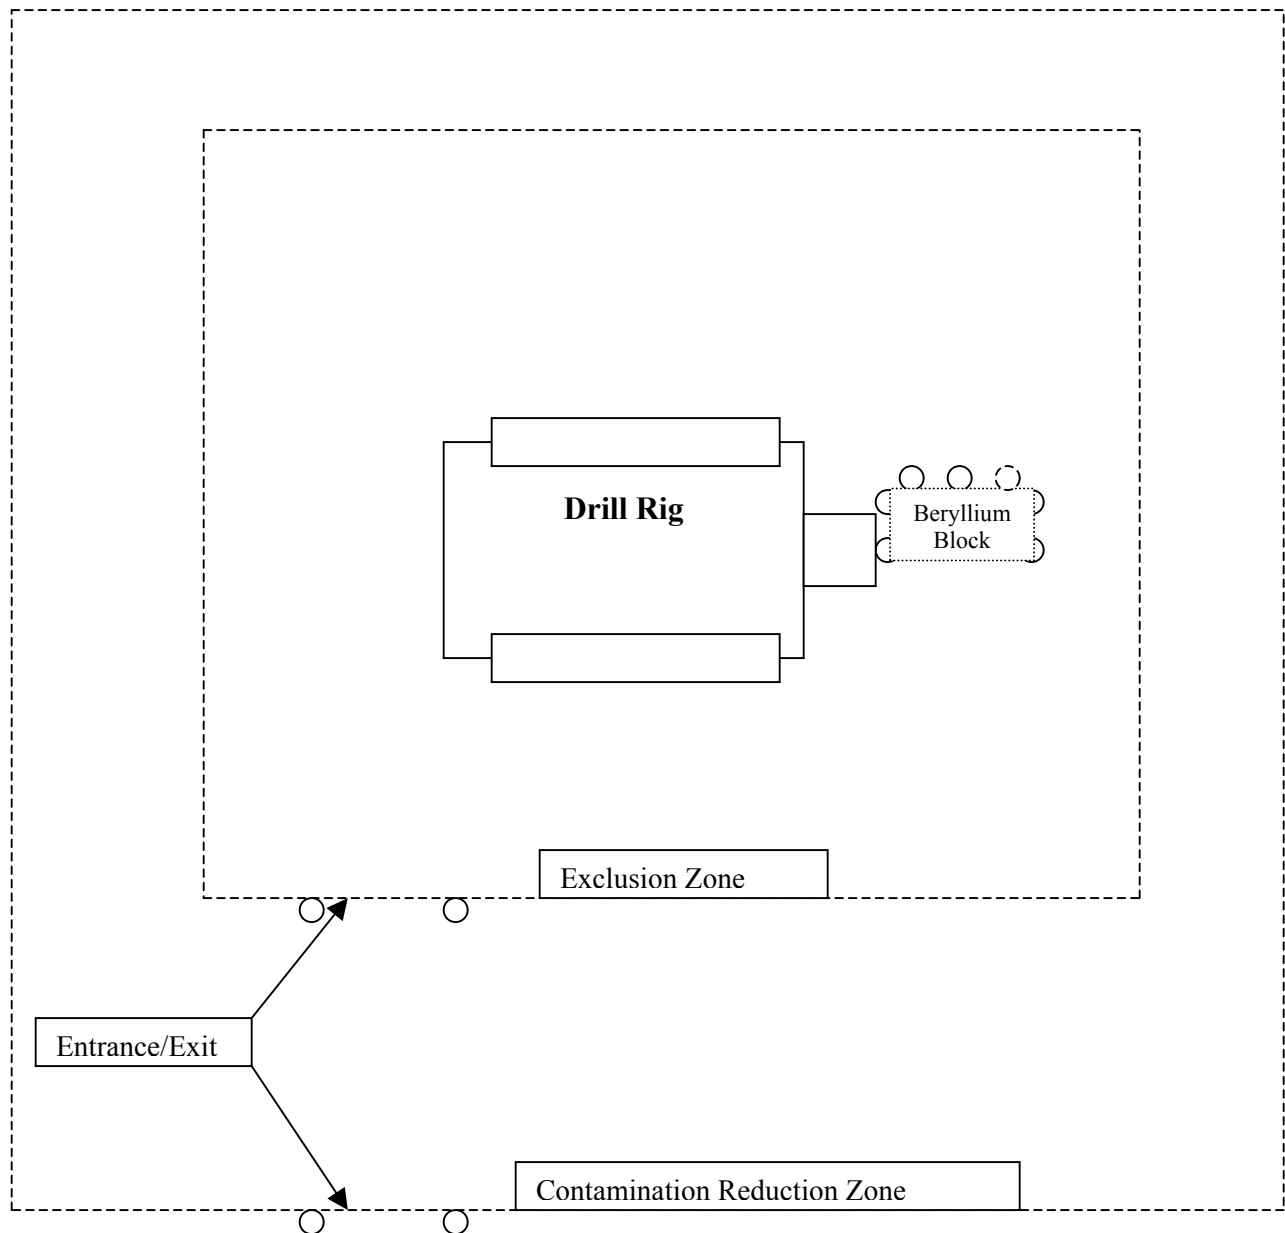 Drill Rig
Beryllium
Block
Exclusion Zone
Entrance/Exit
Contamination Reduction Zone